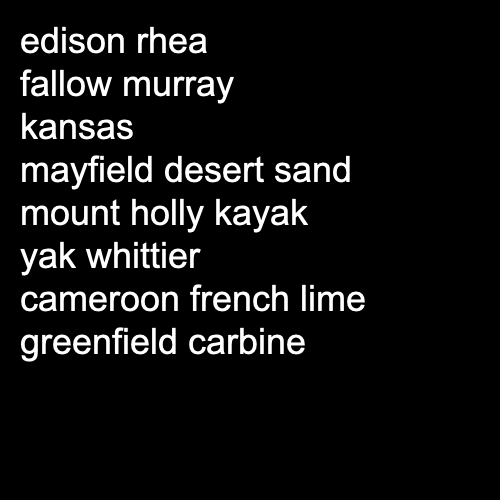 edison rhea
fallow murray
kansas
mayfield desert sand
mount holly kayak
yak whittier
cameroon french lime
greenfield carbine